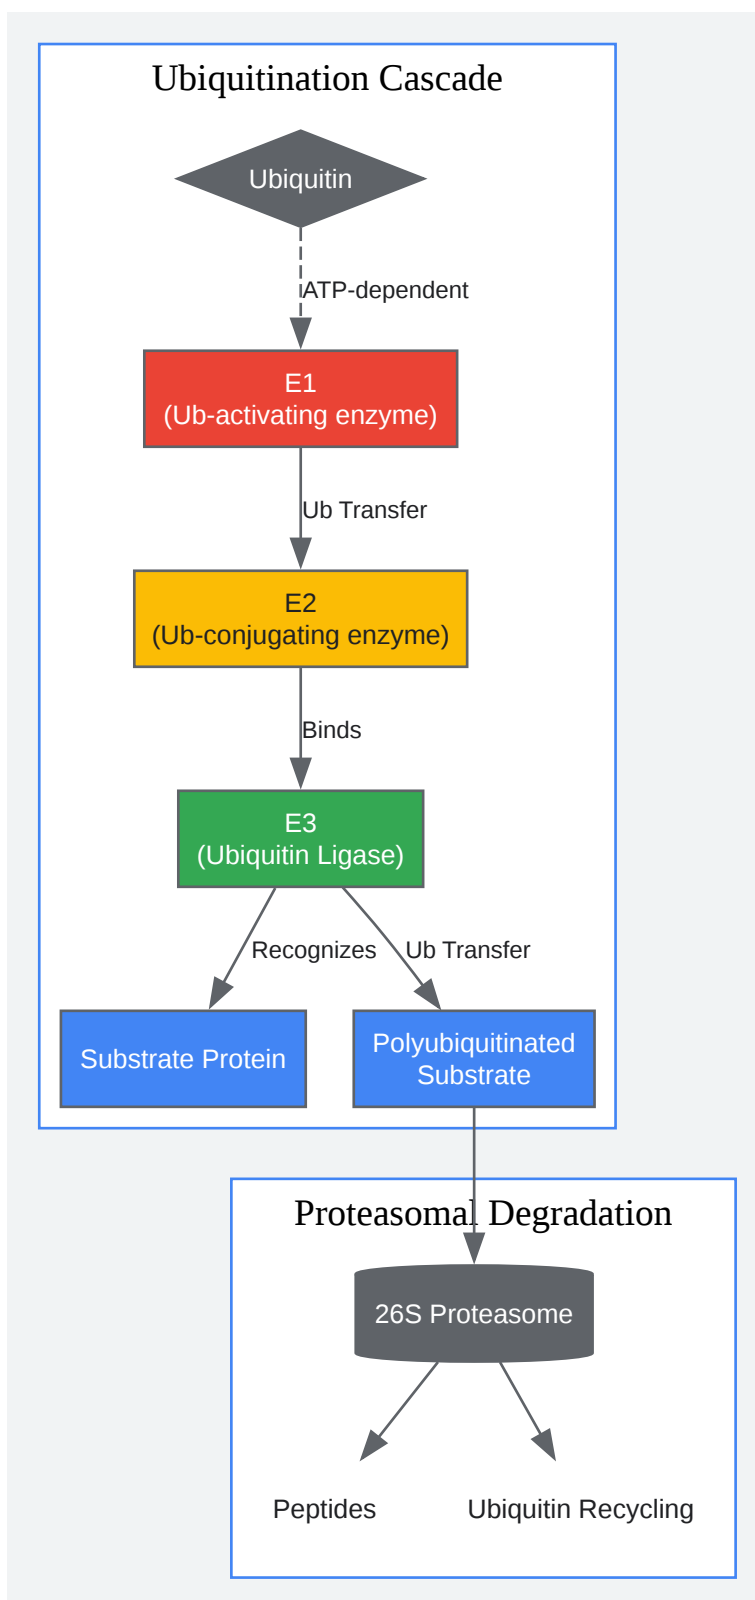 Ubiquitination Cascade
Ubiquitin
ATP-dependent
E1
(Ub-activating enzyme)
Ub Transfer
E2
(Ub-conjugating enzyme)
Binds
E3
(Ubiquitin Ligase)
Recognizes
Ub Transfer
Substrate Protein
Polyubiquitinated
Substrate
Proteasomal Degradation
26S Proteasome
Peptides
Ubiquitin Recycling